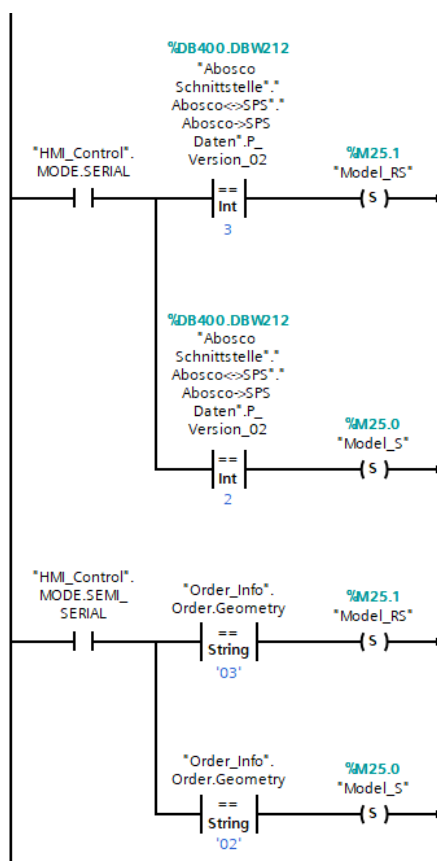 %DB400.DBW212
"Abosco
Schnittstelle"."
Abosco<->SPS"."
Abosco->SPS
Daten".P_
Version_02
"HMI_Control".
MODE.SERIAL
%M25.1
"Model_RS"
==
Int
3
S
%DB400.DBW212
"Abosco
Schnittstelle"."
Abosco<->SPS"."
Abosco->SPS
Daten".P_
Version_02
%M25.0
"Model_S"
==
Int
2
S
"HMI_Control".
MODE.SEMI_
SERIAL
"Order_Info".
Order.Geometry
%M25.1
"Model_RS"
==
String
'03'
S
"Order_Info".
Order.Geometry
%M25.0
"Model_S"
==
String
'02'
S